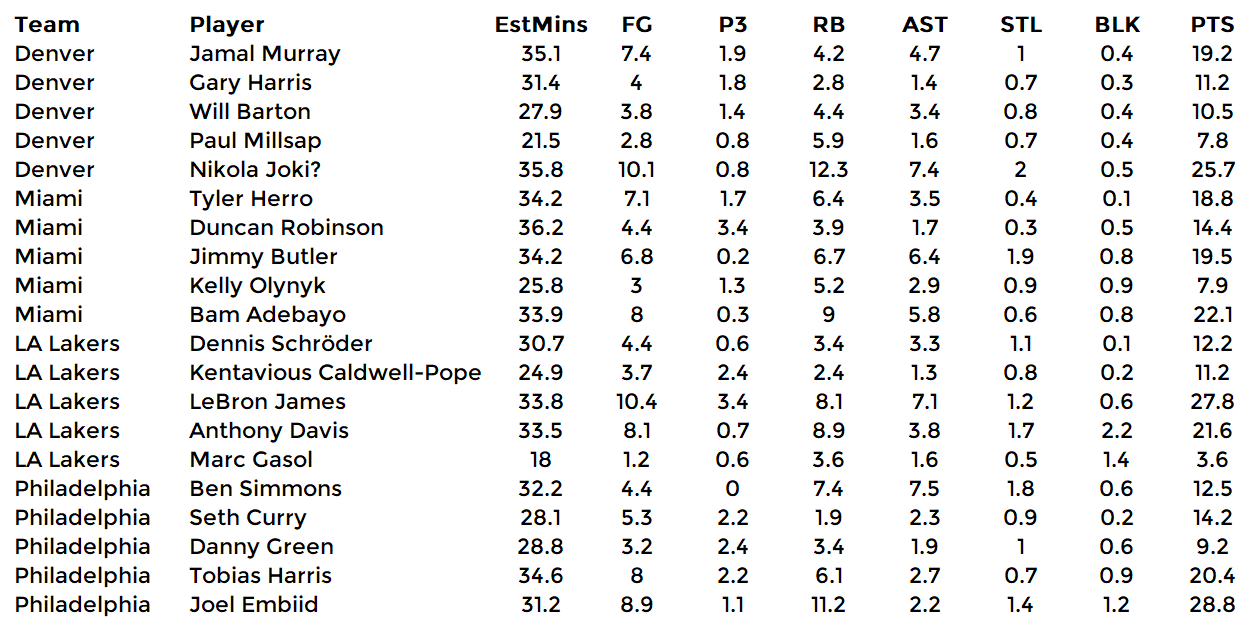 Team Player EstMins FG P3 RB AST STL BLK PTS
Denver Jamal Murray 35.1 7.4 1.9 4.2 4.7 1 0.4 19.2
Denver Gary Harris 31.4 4 1.8 2.8 1.4 0.7 0.3 11.2
Denver Will Barton 27.9 3.8 1.4 4.4 3.4 0.8 0.4 10.5
Denver Paul Millsap 21.5 2.8 0.8 5.9 1.6 0.7 0.4 7.8
Denver Nikola Joki? 35.8 10.1 0.8 12.3 7.4 2 0.5 25.7
Miami Tyler Herro 34.2 7.1 1.7 6.4 3.5 0.4 0.1 18.8
Miami Duncan Robinson 36.2 4.4 3.4 3.9 1.7 0.3 0.5 14.4
Miami Jimmy Butler 34.2 6.8 0.2 6.7 6.4 1.9 0.8 19.5
Miami Kelly Olynyk 25.8 3 1.3 5.2 2.9 0.9 0.9 7.9
Miami Bam Adebayo 33.9 8 0.3 9 5.8 0.6 0.8 22.1
LA Lakers Dennis Schröder 30.7 4.4 0.6 3.4 3.3 1.1 0.1 12.2
LA Lakers Kentavious Caldwell-Pope 24.9 3.7 2.4 2.4 1.3 0.8 0.2 11.2
LA Lakers LeBron James 33.8 10.4 3.4 8.1 7.1 1.2 0.6 27.8
LA Lakers Anthony Davis 33.5 8.1 0.7 8.9 3.8 1.7 2.2 21.6
LA Lakers Marc Gasol 18 1.2 0.6 3.6 1.6 0.5 1.4 3.6
Philadelphia Ben Simmons 32.2 4.4 0 7.4 7.5 1.8 0.6 12.5
Philadelphia Seth Curry 28.1 5.3 2.2 1.9 2.3 0.9 0.2 14.2
Philadelphia Danny Green 28.8 3.2 2.4 3.4 1.9 1 0.6 9.2
Philadelphia Tobias Harris 34.6 8 2.2 6.1 2.7 0.7 0.9 20.4
Philadelphia Joel Embiid 31.2 8.9 1.1 11.2 2.2 1.4 1.2 28.8